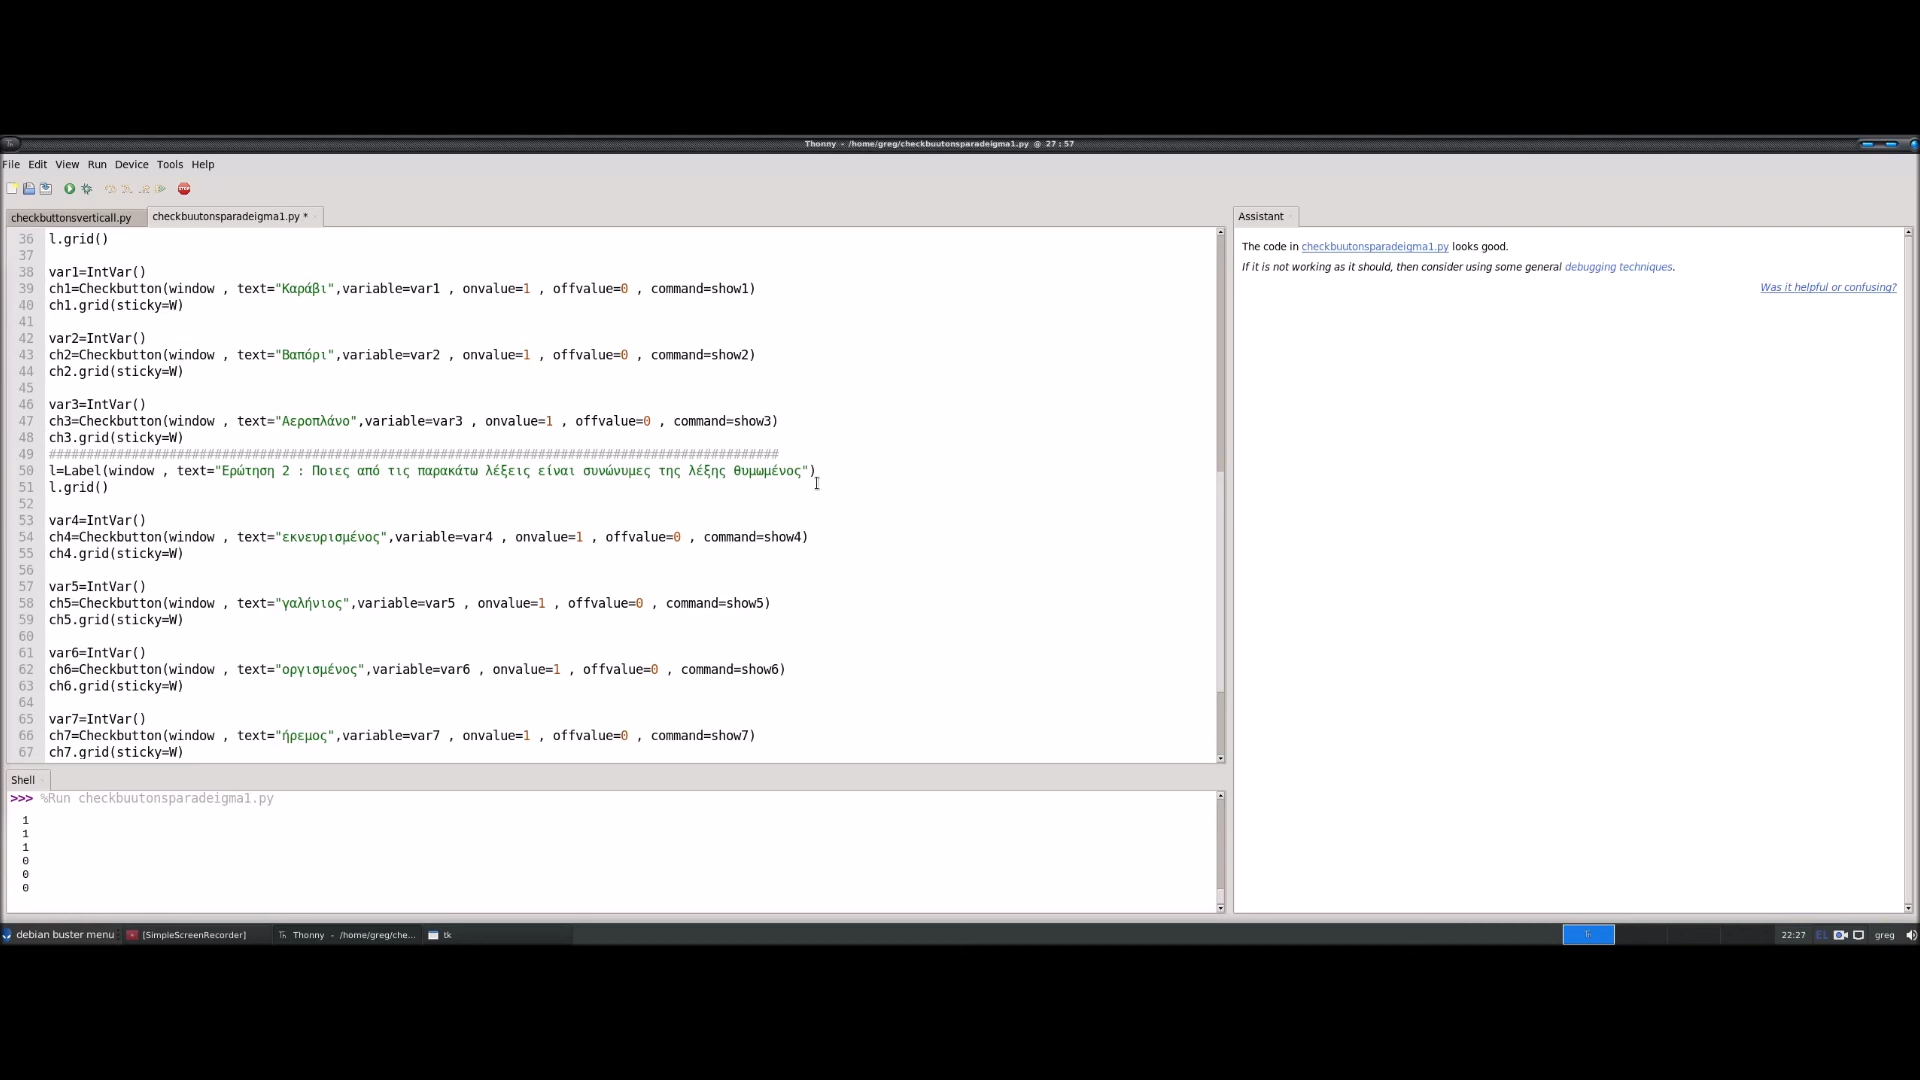 Thonny - /home/greg/checkbuutonsparadeigma1.py @ 27:57
File Edit View Run Device Tools Help
checkbuttonsverticall.py
checkbuutonsparadeigma1.py *
Assistant
36 l.grid()
37
38 var1=IntVar()
39 ch1=Checkbutton(window , text="Καράβι",variable=var1 , onvalue=1 , offvalue=0 , command=show1)
40 ch1.grid(sticky=W)
41
42 var2=IntVar()
43 ch2=Checkbutton(window , text="Βαπόρι",variable=var2 , onvalue=1 , offvalue=0 , command=show2)
44 ch2.grid(sticky=W)
45
46 var3=IntVar()
47 ch3=Checkbutton(window , text="Αεροπλάνο",variable=var3 , onvalue=1 , offvalue=0 , command=show3)
48 ch3.grid(sticky=W)
49 #################################################################################################
50 l=Label(window , text="Ερώτηση 2 : Ποιες από τις παρακάτω λέξεις είναι συνώνυμες της λέξης θυμωμένος")
51 l.grid()
52
53 var4=IntVar()
54 ch4=Checkbutton(window , text="εκνευρισμένος",variable=var4 , onvalue=1 , offvalue=0 , command=show4)
55 ch4.grid(sticky=W)
56
57 var5=IntVar()
58 ch5=Checkbutton(window , text="γαλήνιος",variable=var5 , onvalue=1 , offvalue=0 , command=show5)
59 ch5.grid(sticky=W)
60
61 var6=IntVar()
62 ch6=Checkbutton(window , text="οργισμένος",variable=var6 , onvalue=1 , offvalue=0 , command=show6)
63 ch6.grid(sticky=W)
64
65 var7=IntVar()
66 ch7=Checkbutton(window , text="ήρεμος",variable=var7 , onvalue=1 , offvalue=0 , command=show7)
67 ch7.grid(sticky=W)
The code in checkbuutonsparadeigma1.py looks good.
If it is not working as it should, then consider using some general debugging techniques.
Was it helpful or confusing?
Shell
>>> %Run checkbuutonsparadeigma1.py
1
1
1
0
0
0
debian buster menu
[SimpleScreenRecorder]
Thonny - /home/greg/che...
tk
22:27
EL
greg